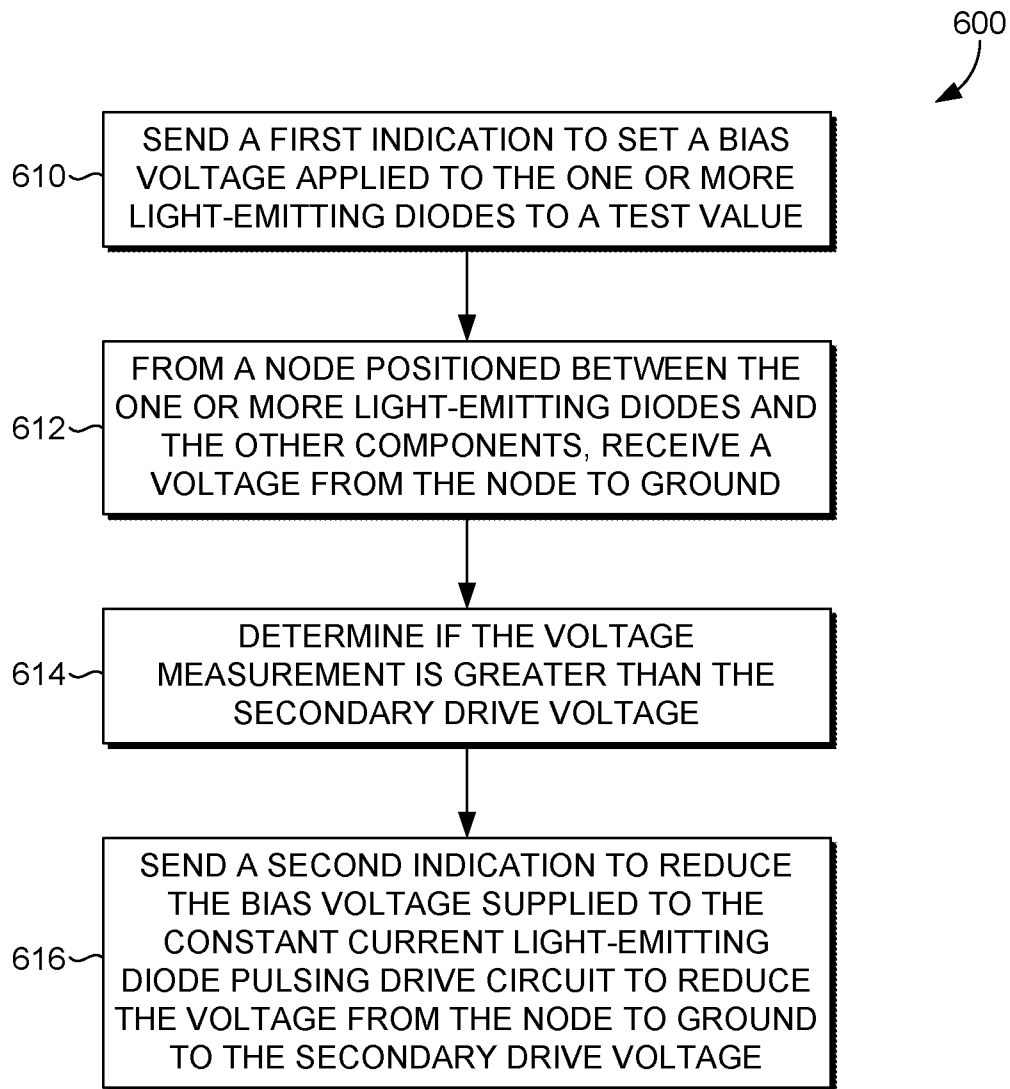 600
610
SEND A FIRST INDICATION TO SET A BIAS
VOLTAGE APPLIED TO THE ONE OR MORE
LIGHT-EMITTING DIODES TO A TEST VALUE
612
FROM A NODE POSITIONED BETWEEN THE
ONE OR MORE LIGHT-EMITTING DIODES AND
THE OTHER COMPONENTS, RECEIVE A
VOLTAGE FROM THE NODE TO GROUND
614
DETERMINE IF THE VOLTAGE
MEASUREMENT IS GREATER THAN THE
SECONDARY DRIVE VOLTAGE
616
SEND A SECOND INDICATION TO REDUCE
THE BIAS VOLTAGE SUPPLIED TO THE
CONSTANT CURRENT LIGHT-EMITTING
DIODE PULSING DRIVE CIRCUIT TO REDUCE
THE VOLTAGE FROM THE NODE TO GROUND
TO THE SECONDARY DRIVE VOLTAGE